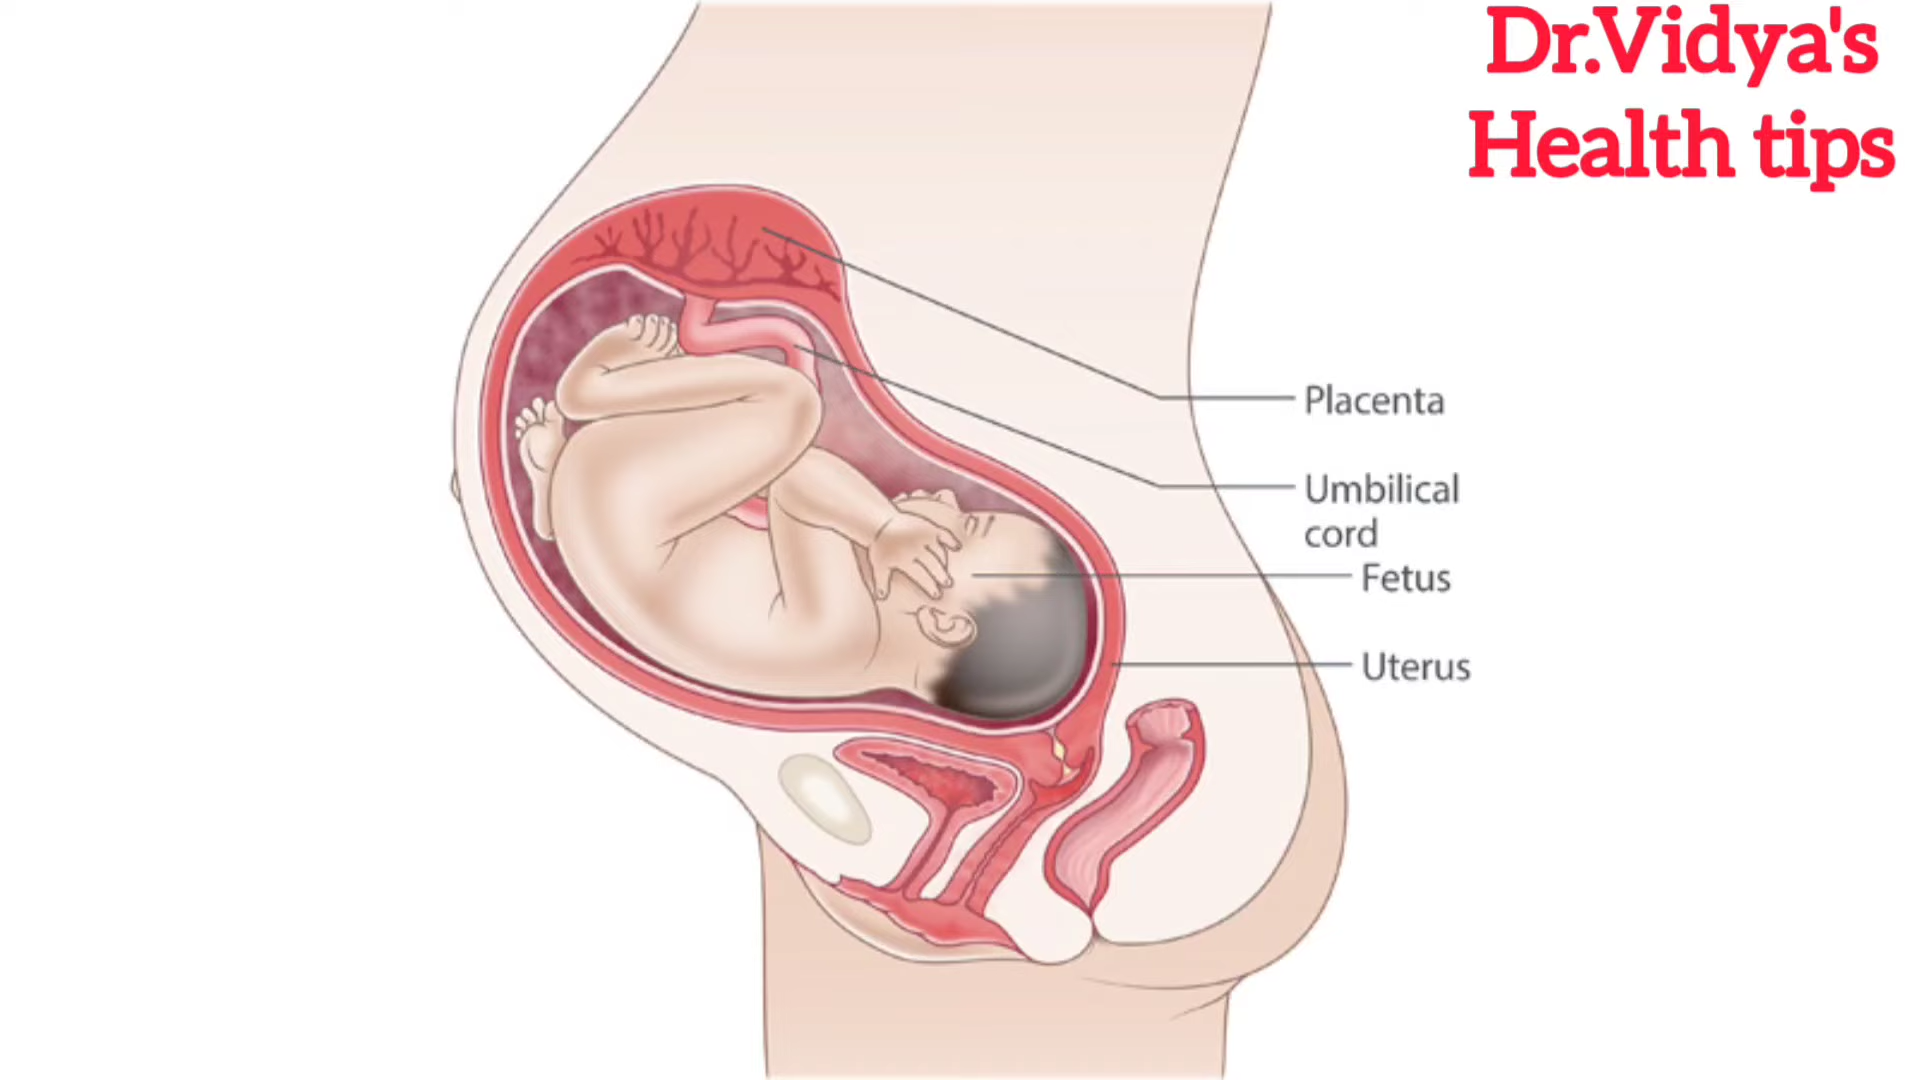 Dr.Vidya's
Health tips
Placenta
Umbilical
cord
Fetus
Uterus